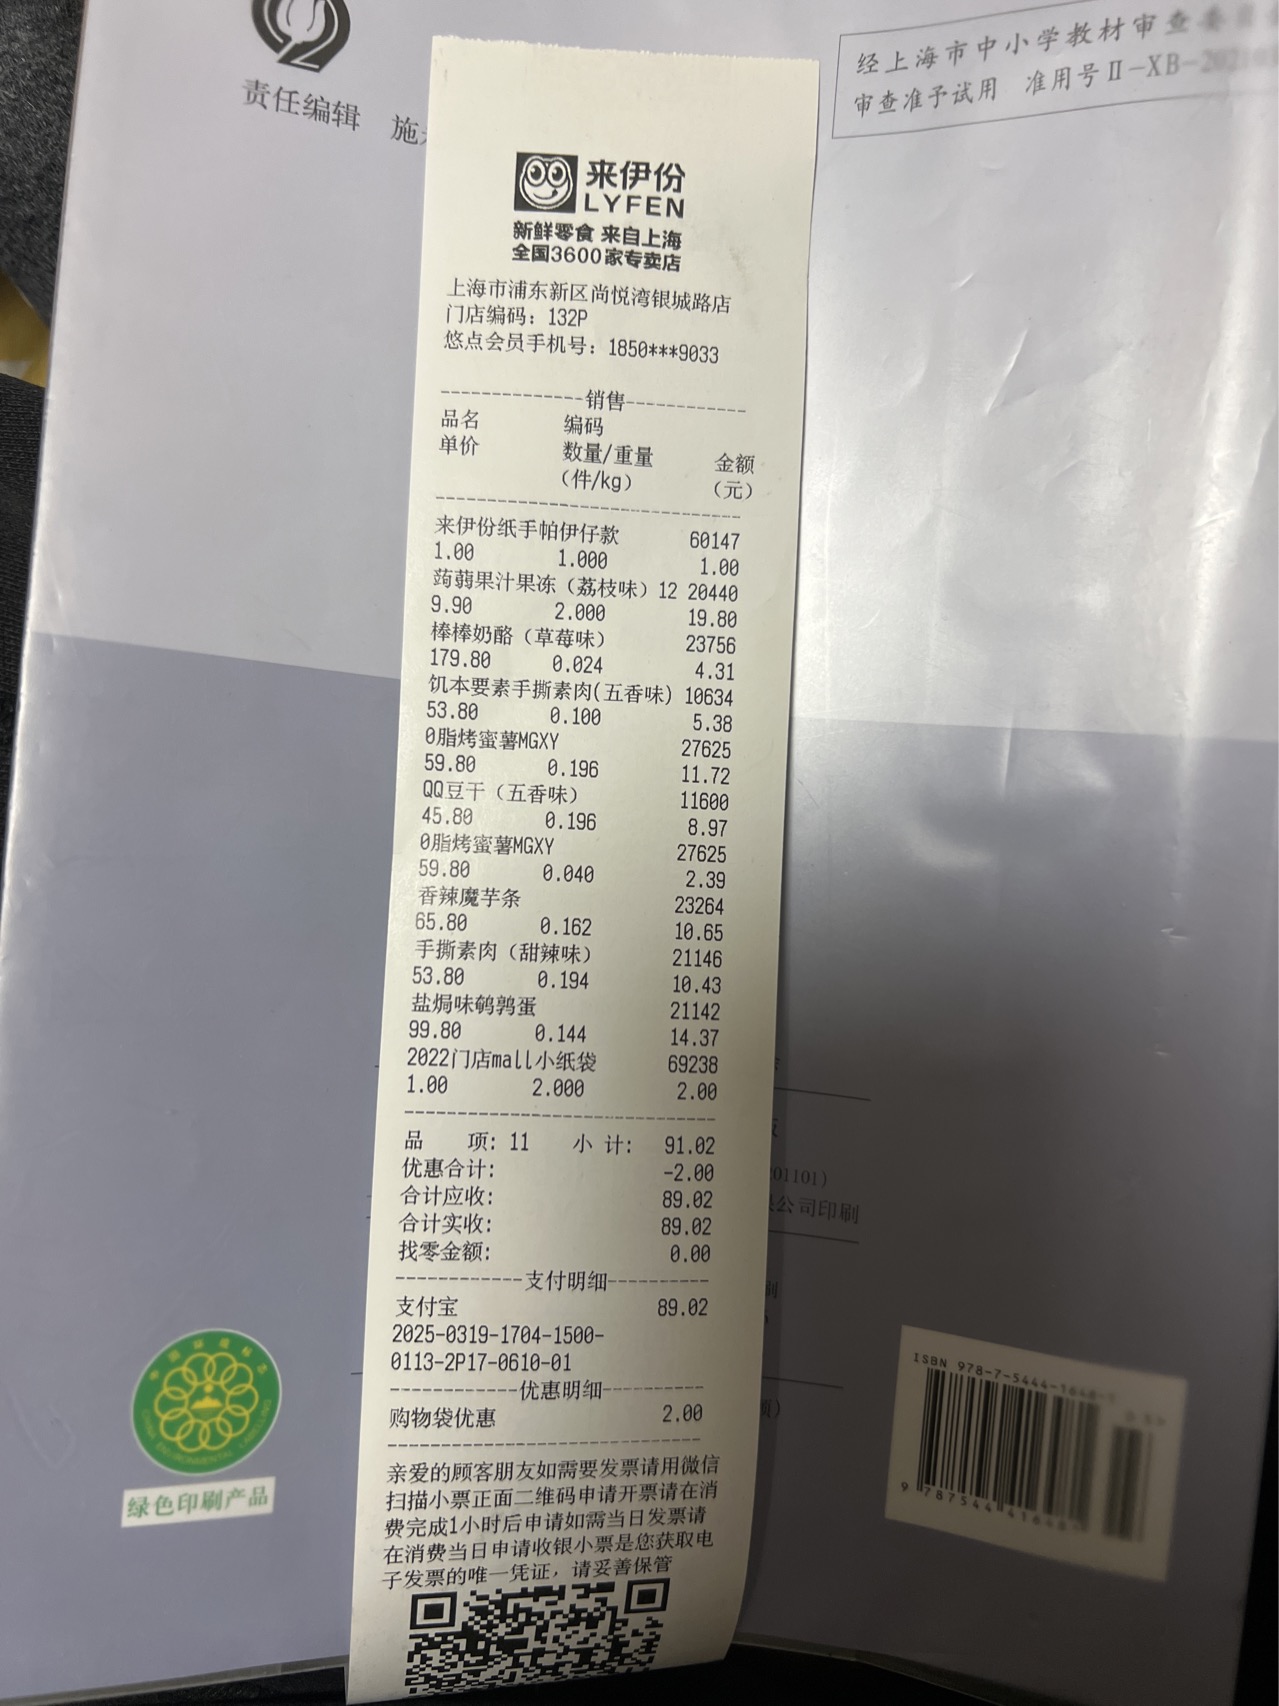 责任编辑 施
经上海市中小学教材审查委员
审查准予试用 准用号Ⅱ-XB-
来伊份
LYFEN
新鲜零食 来自上海
全国3600家专卖店
上海市浦东新区尚悦湾银城路店
门店编码：132P
悠点会员手机号：1850***9033
-------------销售------------
品名 编码
单价 数量/重量 金额
(件/kg) (元)
来伊份纸手帕伊仔款 60147
1.00 1.000 1.00
蒟蒻果汁果冻（荔枝味）12 20440
9.90 2.000 19.80
棒棒奶酪（草莓味） 23756
179.80 0.024 4.31
饥本要素手撕素肉(五香味) 10634
53.80 0.100 5.38
0脂烤蜜薯MGXY 27625
59.80 0.196 11.72
QQ豆干（五香味） 11600
45.80 0.196 8.97
0脂烤蜜薯MGXY 27625
59.80 0.040 2.39
香辣魔芋条 23264
65.80 0.162 10.65
手撕素肉（甜辣味） 21146
53.80 0.194 10.43
盐焗味鹌鹑蛋 21142
99.80 0.144 14.37
2022门店mall小纸袋 69238
1.00 2.000 2.00
品 项: 11 小 计: 91.02
优惠合计: -2.00
合计应收: 89.02
合计实收: 89.02
找零金额: 0.00
------------支付明细----------
支付宝 89.02
2025-0319-1704-1500-
0113-2P17-0610-01
------------优惠明细----------
购物袋优惠 2.00
亲爱的顾客朋友如需要发票请用微信
扫描小票正面二维码申请开票请在消
费完成1小时后申请如需当日发票请
在消费当日申请收银小票是您获取电
子发票的唯一凭证，请妥善保管
201101)
公司印刷
绿色印刷产品
ISBN 978-7-5444-
9 787544